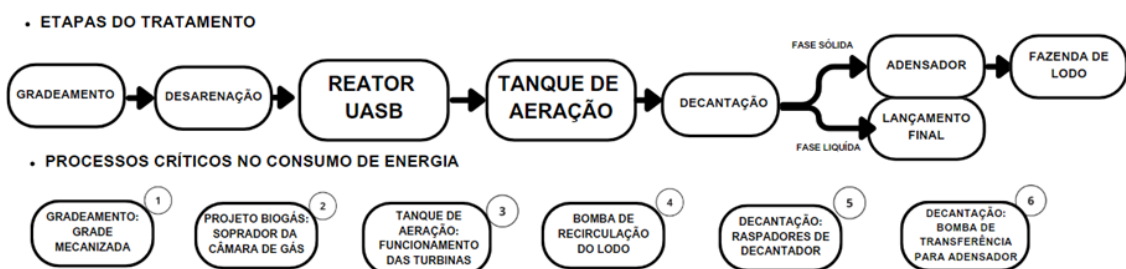 • ETAPAS DO TRATAMENTO
GRADEAMENTO
DESARENAÇÃO
REATOR
UASB
TANQUE DE
AERAÇÃO
DECANTAÇÃO
FASE SÓLIDA
ADENSADOR
FAZENDA DE
LODO
FASE LIQUÍDA
LANÇAMENTO
FINAL
• PROCESSOS CRÍTICOS NO CONSUMO DE ENERGIA
1
GRADEAMENTO:
GRADE
MECANIZADA
2
PROJETO BIOGÁS:
SOPRADOR DA
CÂMARA DE GÁS
3
TANQUE DE
AERAÇÃO:
FUNCIONAMENTO
DAS TURBINAS
4
BOMBA DE
RECIRCULAÇÃO
DO LODO
5
DECANTAÇÃO:
RASPADORES DE
DECANTADOR
6
DECANTAÇÃO:
BOMBA DE
TRANSFERÊNCIA
PARA ADENSADOR